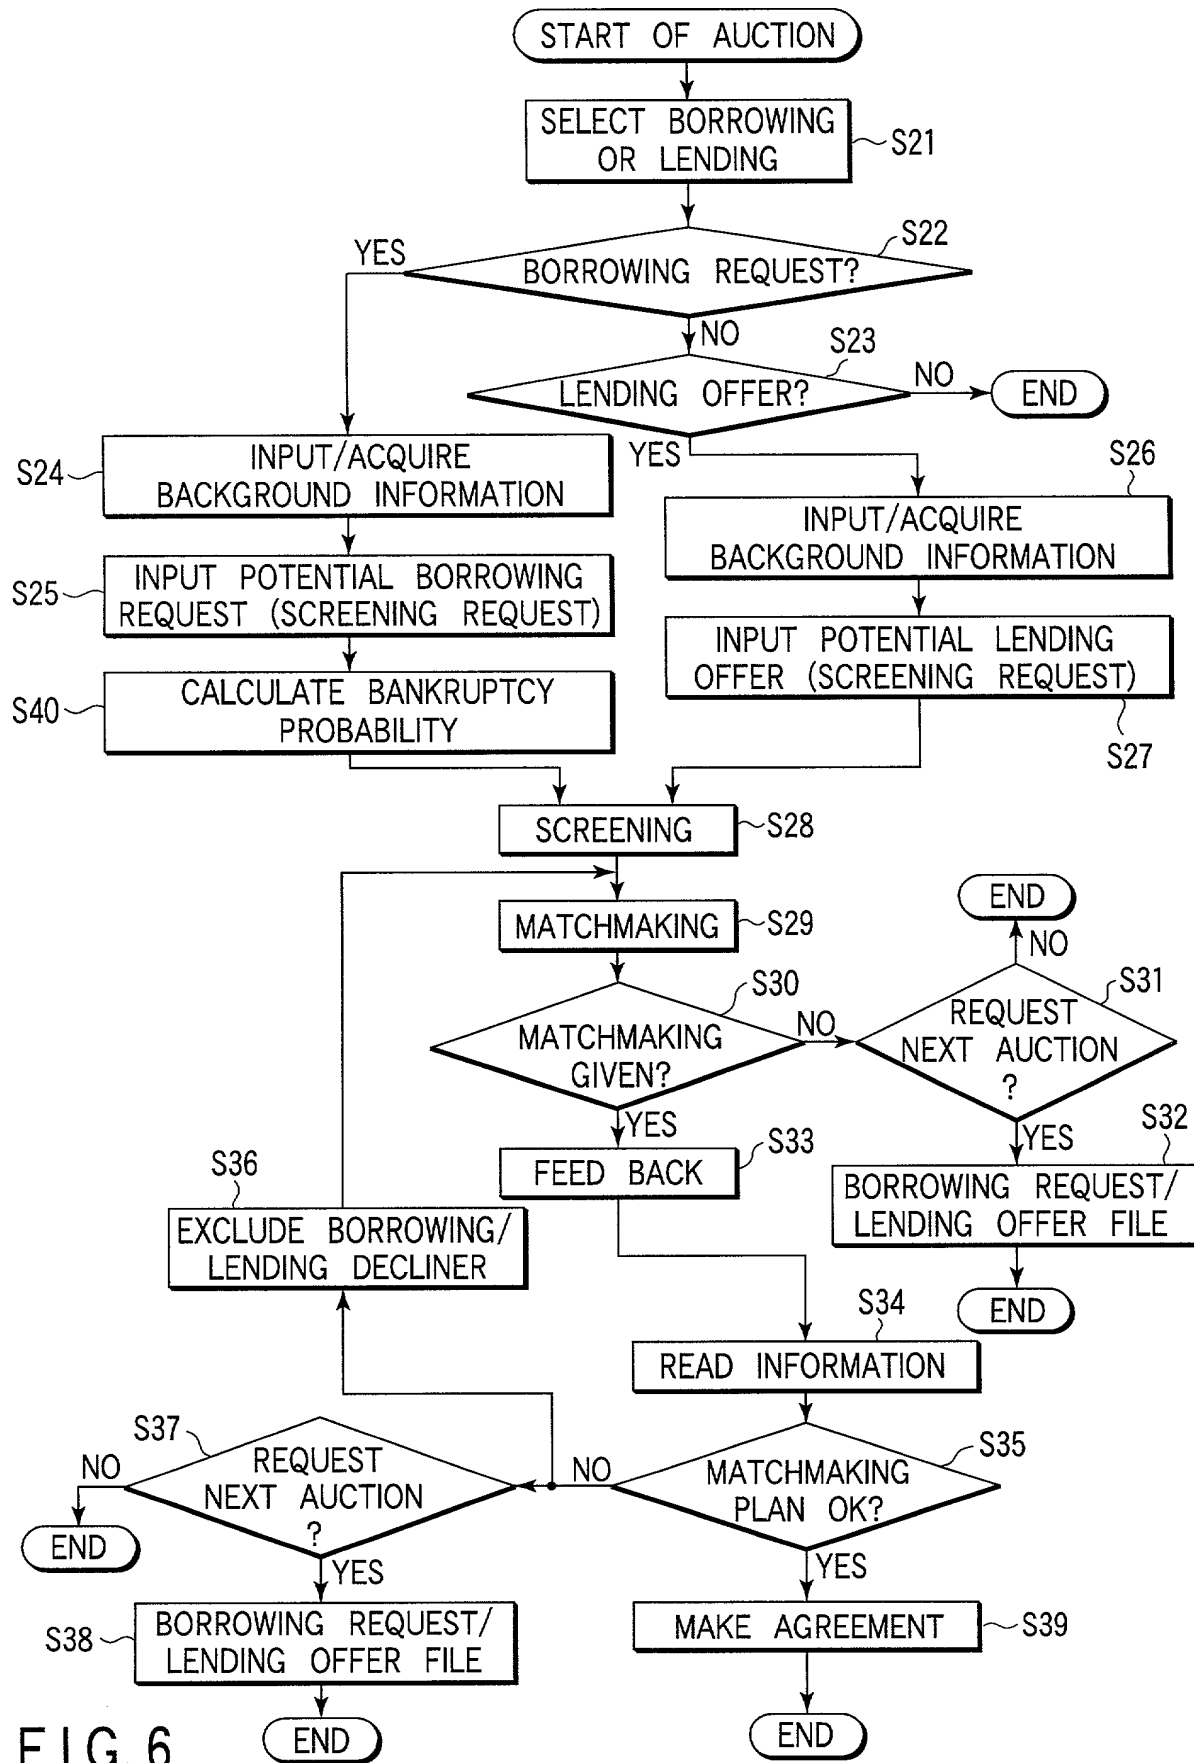 START OF AUCTION
SELECT BORROWING
OR LENDING
S21
S22
YES
BORROWING REQUEST?
NO
S23
LENDING OFFER?
NO
END
YES
S24
INPUT/ACQUIRE
BACKGROUND INFORMATION
S26
INPUT/ACQUIRE
BACKGROUND INFORMATION
S25
INPUT POTENTIAL BORROWING
REQUEST (SCREENING REQUEST)
INPUT POTENTIAL LENDING
OFFER (SCREENING REQUEST)
S27
S40
CALCULATE BANKRUPTCY
PROBABILITY
SCREENING
S28
MATCHMAKING
S29
END
NO
S30
MATCHMAKING
GIVEN?
NO
S31
REQUEST
NEXT AUCTION
?
YES
YES
S33
FEED BACK
S32
BORROWING REQUEST/
LENDING OFFER FILE
END
S36
EXCLUDE BORROWING/
LENDING DECLINER
S34
READ INFORMATION
S37
REQUEST
NEXT AUCTION
?
NO
END
NO
S35
MATCHMAKING
PLAN OK?
YES
YES
S38
BORROWING REQUEST/
LENDING OFFER FILE
MAKE AGREEMENT
S39
END
END
FIG. 6